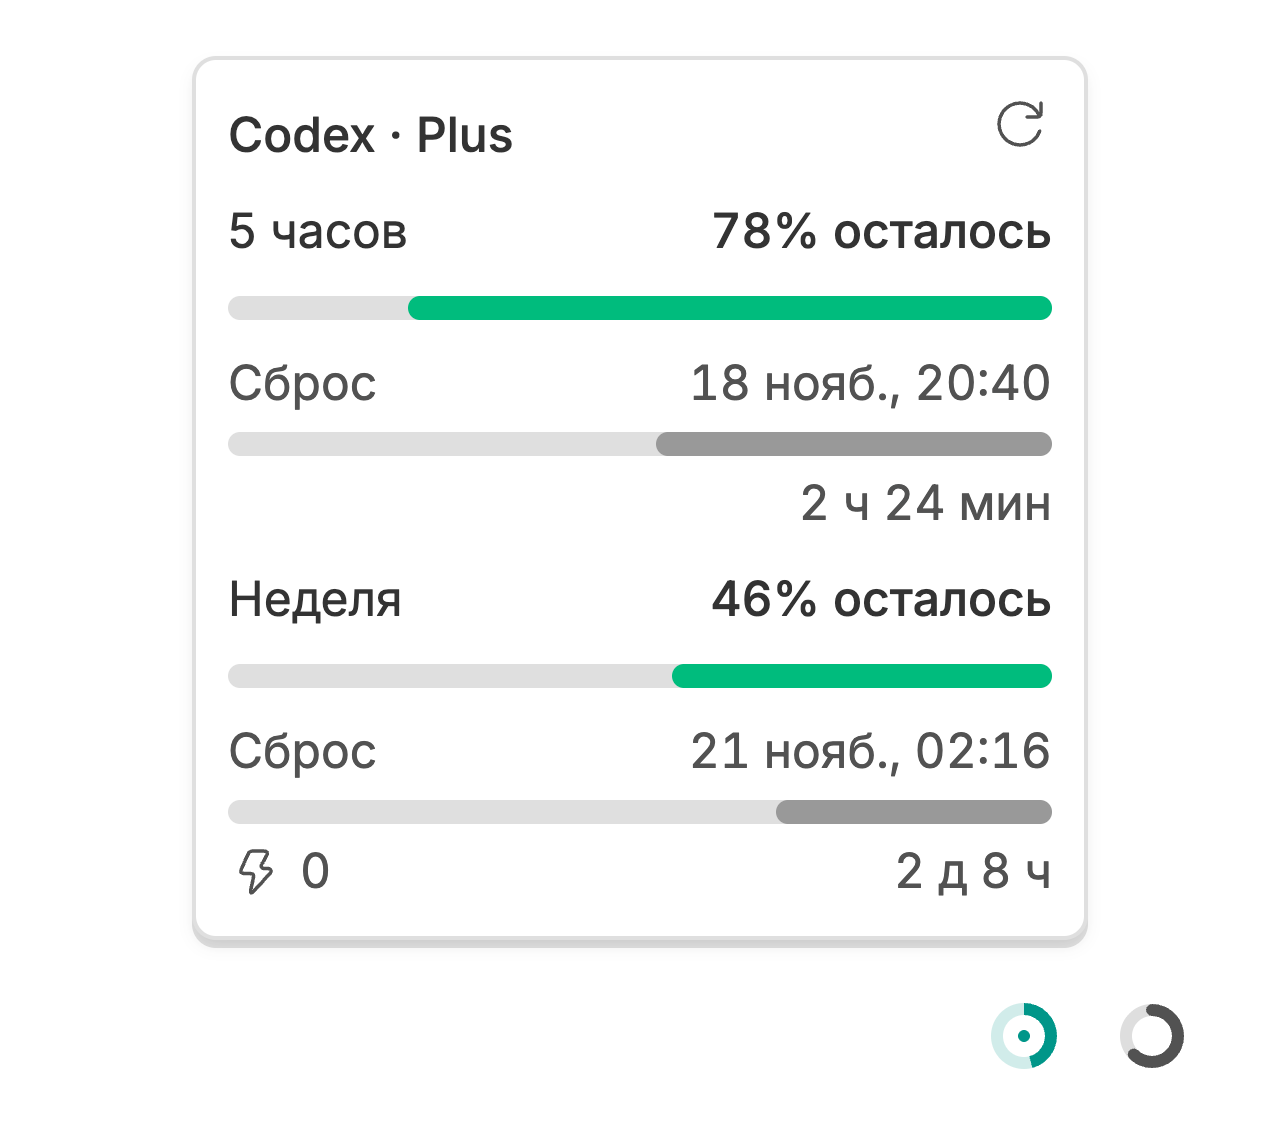 Codex · Plus
5 часов 78% осталось
Сброс 18 нояб., 20:40
2 ч 24 мин
Неделя 46% осталось
Сброс 21 нояб., 02:16
0 2 д 8 ч